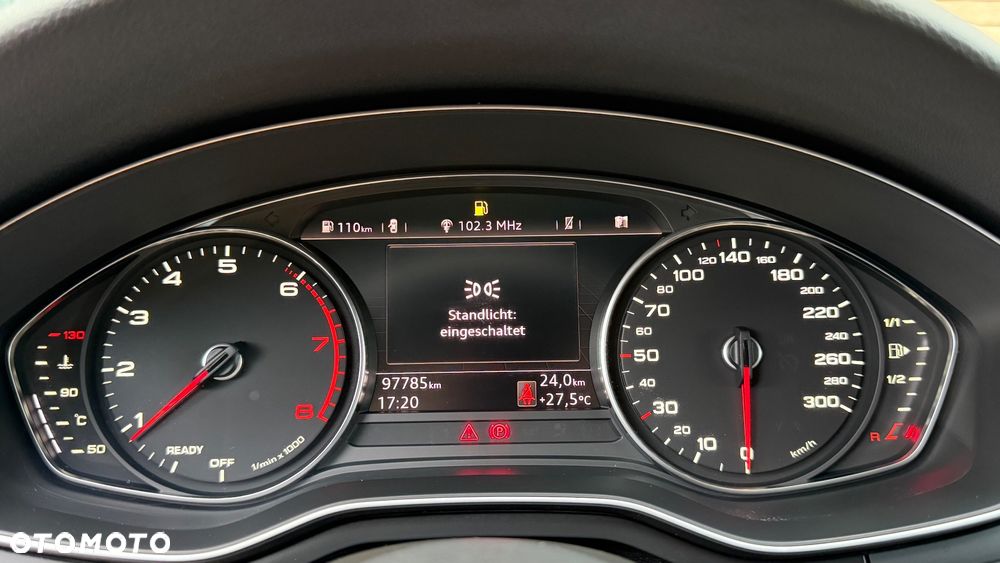 110km 102.3 MHz
Standlicht:
eingeschaltet
97785km 24,0km
17:20 +27,5°C
130
90
°C
50
1 2 3 4 5 6 7 8
READY OFF 1/min x 1000
0 10 20 30 40 50 60 70 80 100 120 140 160 180 200 220 240 260 280 300
km/h
1/1
1/2
R
P
OTOMOTO